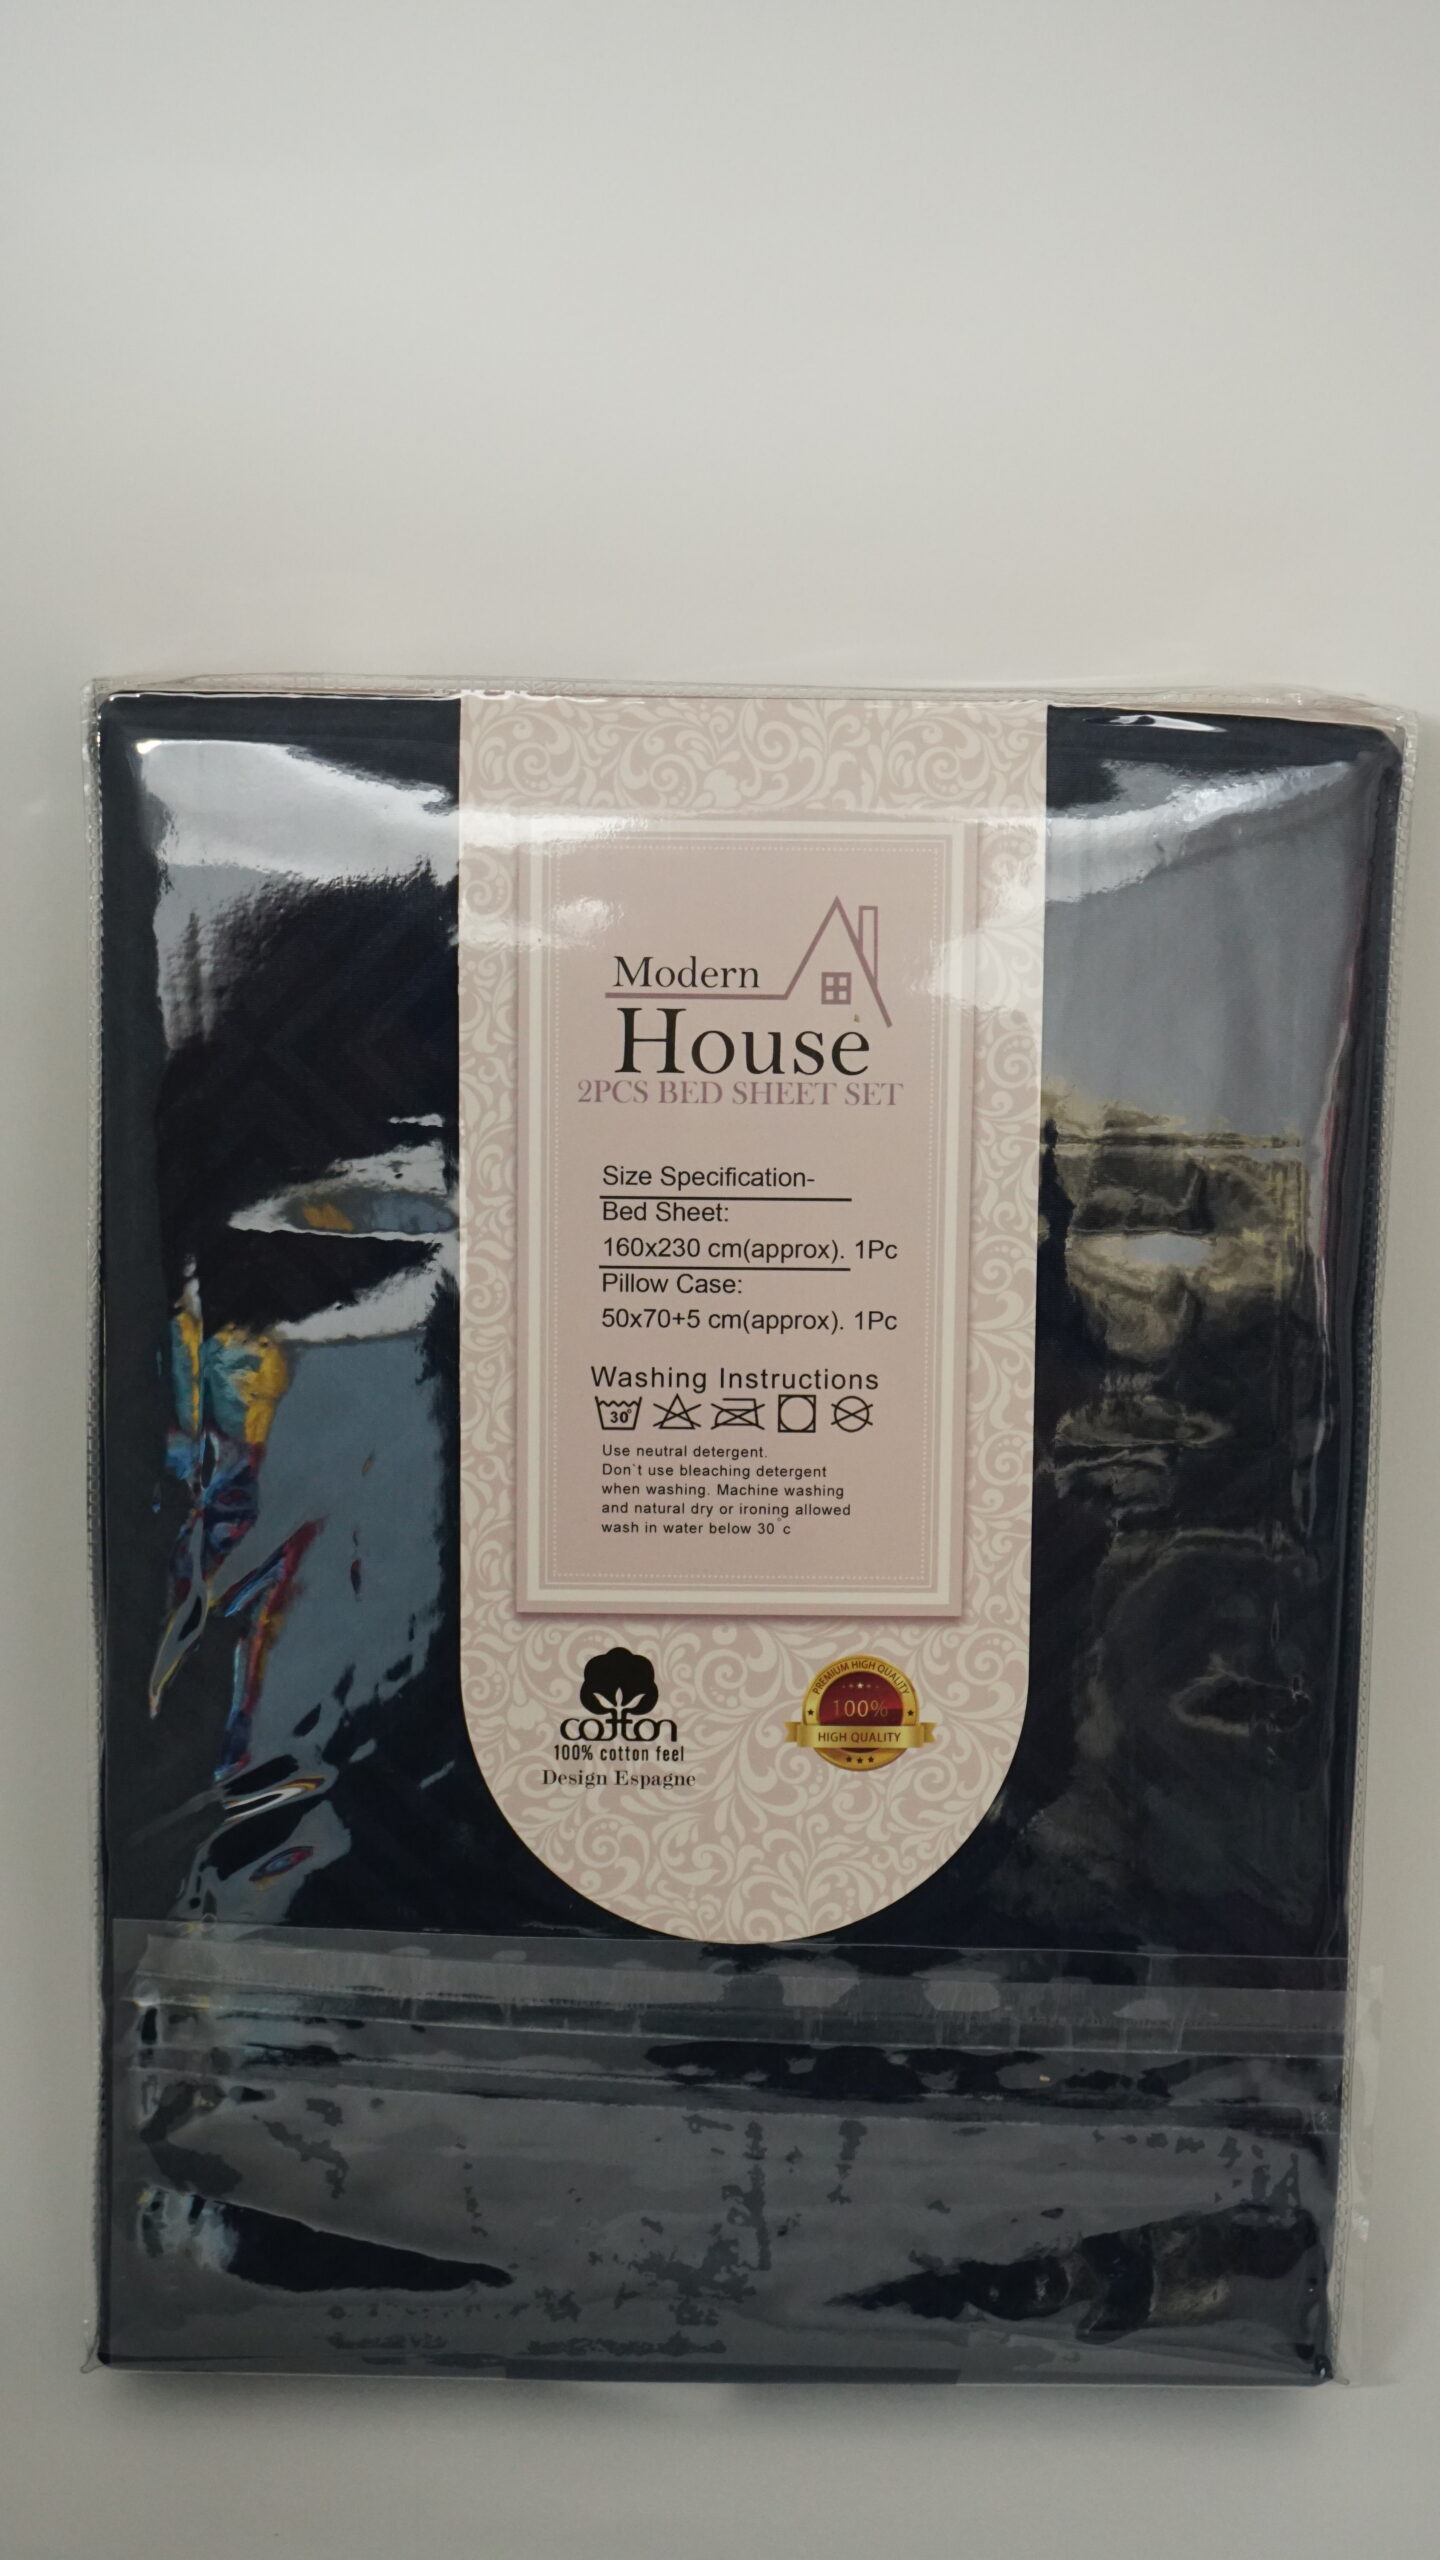 Modern
House
2PCS BED SHEET SET
Size Specification-
Bed Sheet:
160x230 cm(approx). 1Pc
Pillow Case:
50x70+5 cm(approx). 1Pc
Washing Instructions
30°
Use neutral detergent.
Don`t use bleaching detergent
when washing. Machine washing
and natural dry or ironing allowed
wash in water below 30°c
cotton
100% cotton feel
Design Espagne
PREMIUM HIGH QUALITY
100%
HIGH QUALITY